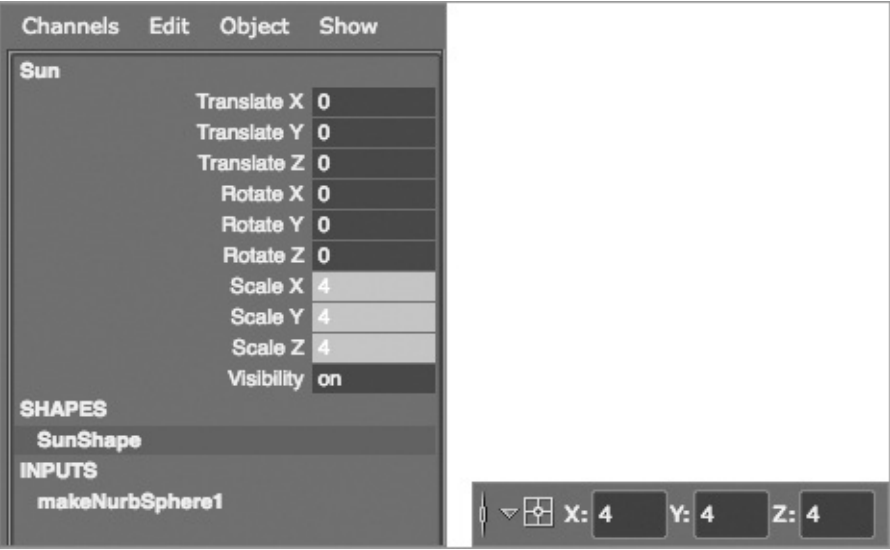 Channels Edit Object Show
Sun
Translate X 0
Translate Y 0
Translate Z 0
Rotate X 0
Rotate Y 0
Rotate Z 0
Scale X 4
Scale Y 4
Scale Z 4
Visibility on
SHAPES
SunShape
INPUTS
makeNurbSphere1
X: 4 Y: 4 Z: 4